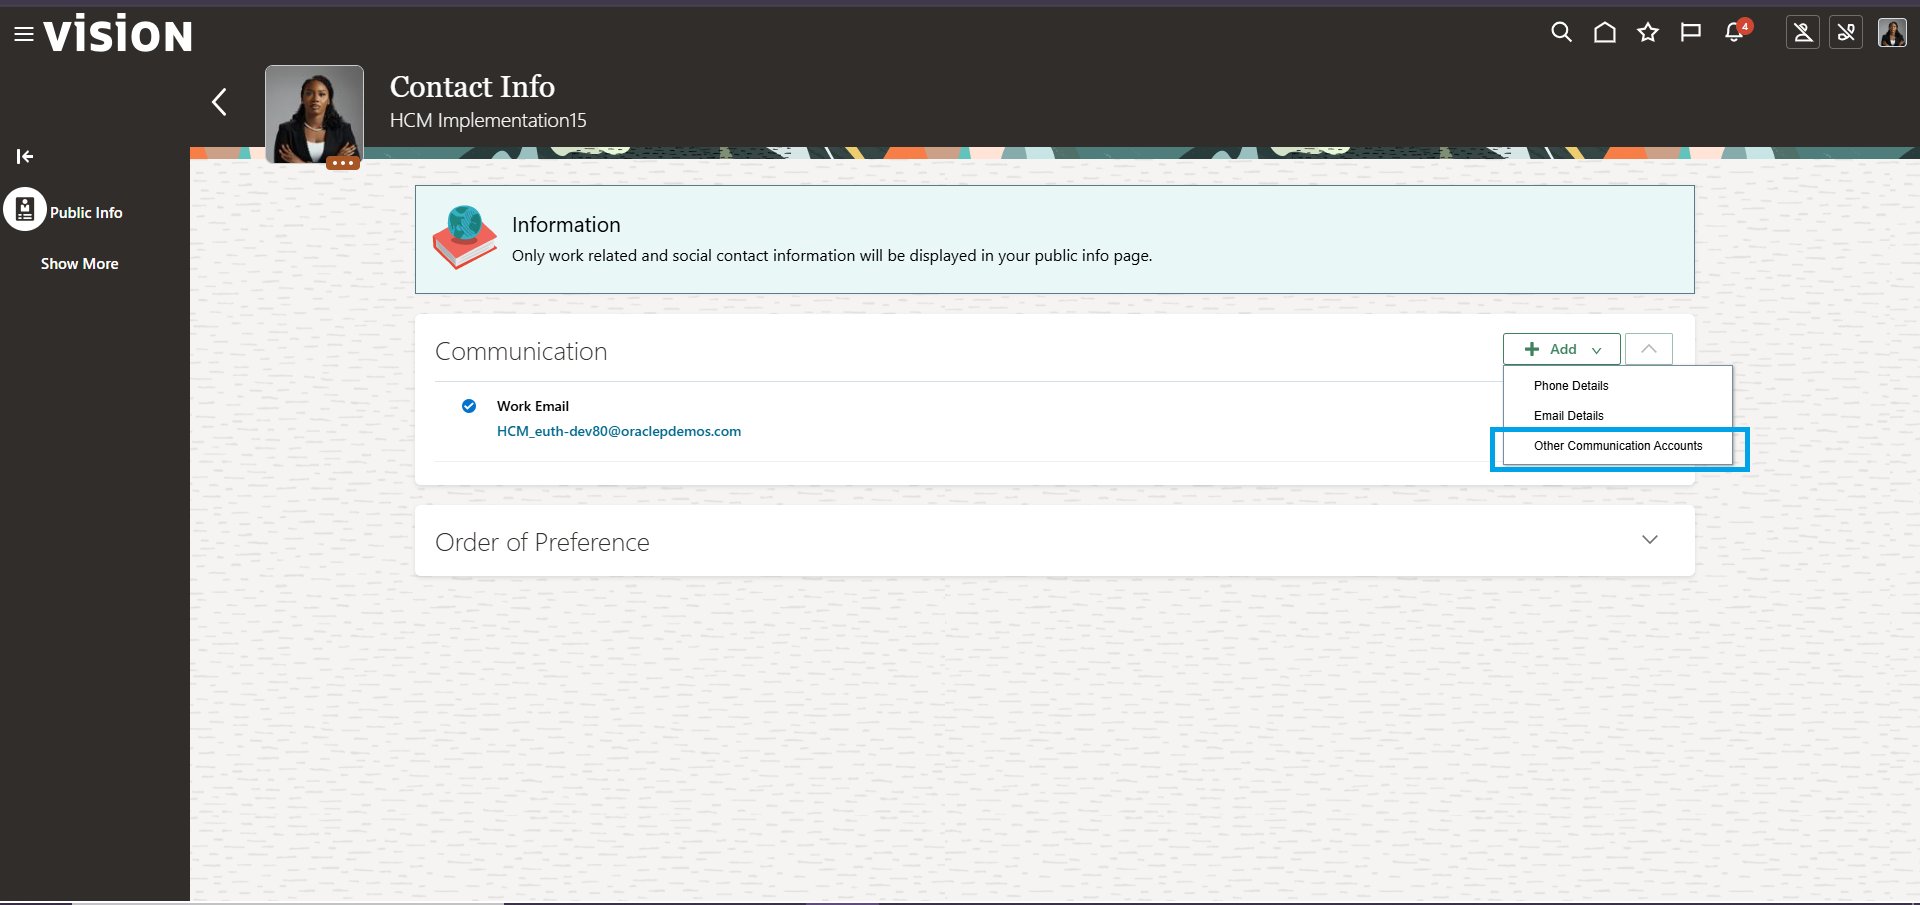 vision
4
Contact Info
HCM Implementation15
Public Info
Show More
Information
Only work related and social contact information will be displayed in your public info page.
Communication
Add
Phone Details
Email Details
Other Communication Accounts
Work Email
HCM_euth-dev80@oraclepdemos.com
Order of Preference